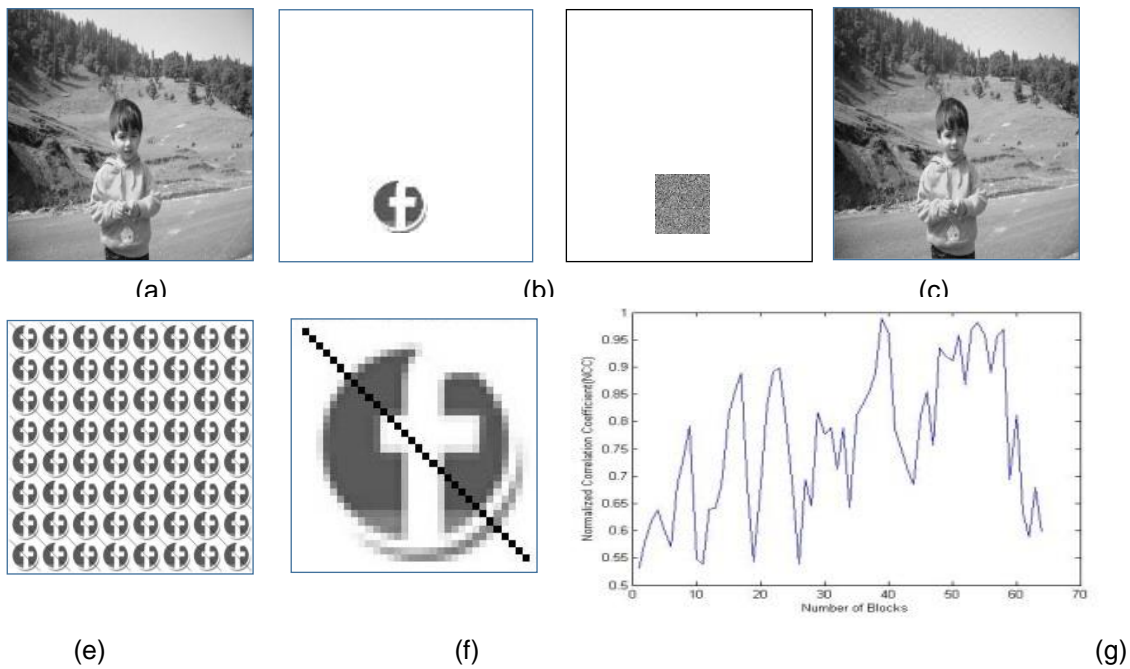 (a)
(b)
(c)
1
0.95
0.9
0.85
0.8
0.75
0.7
0.65
0.6
0.55
0.5
Normalized Correlation Coefficient(NCC)
0 10 20 30 40 50 60 70
Number of Blocks
(e)
(f)
(g)